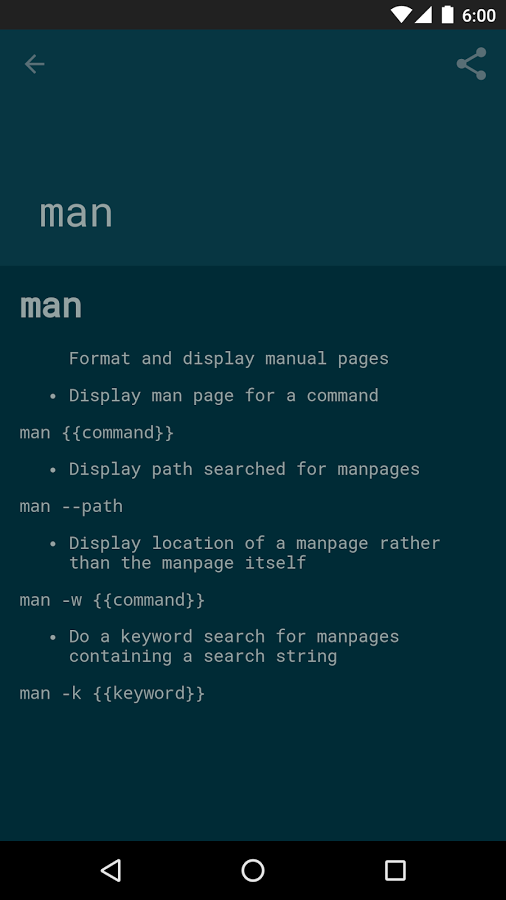 6:00
man
man
Format and display manual pages
• Display man page for a command
man {{command}}
• Display path searched for manpages
man --path
• Display location of a manpage rather
than the manpage itself
man -w {{command}}
• Do a keyword search for manpages
containing a search string
man -k {{keyword}}